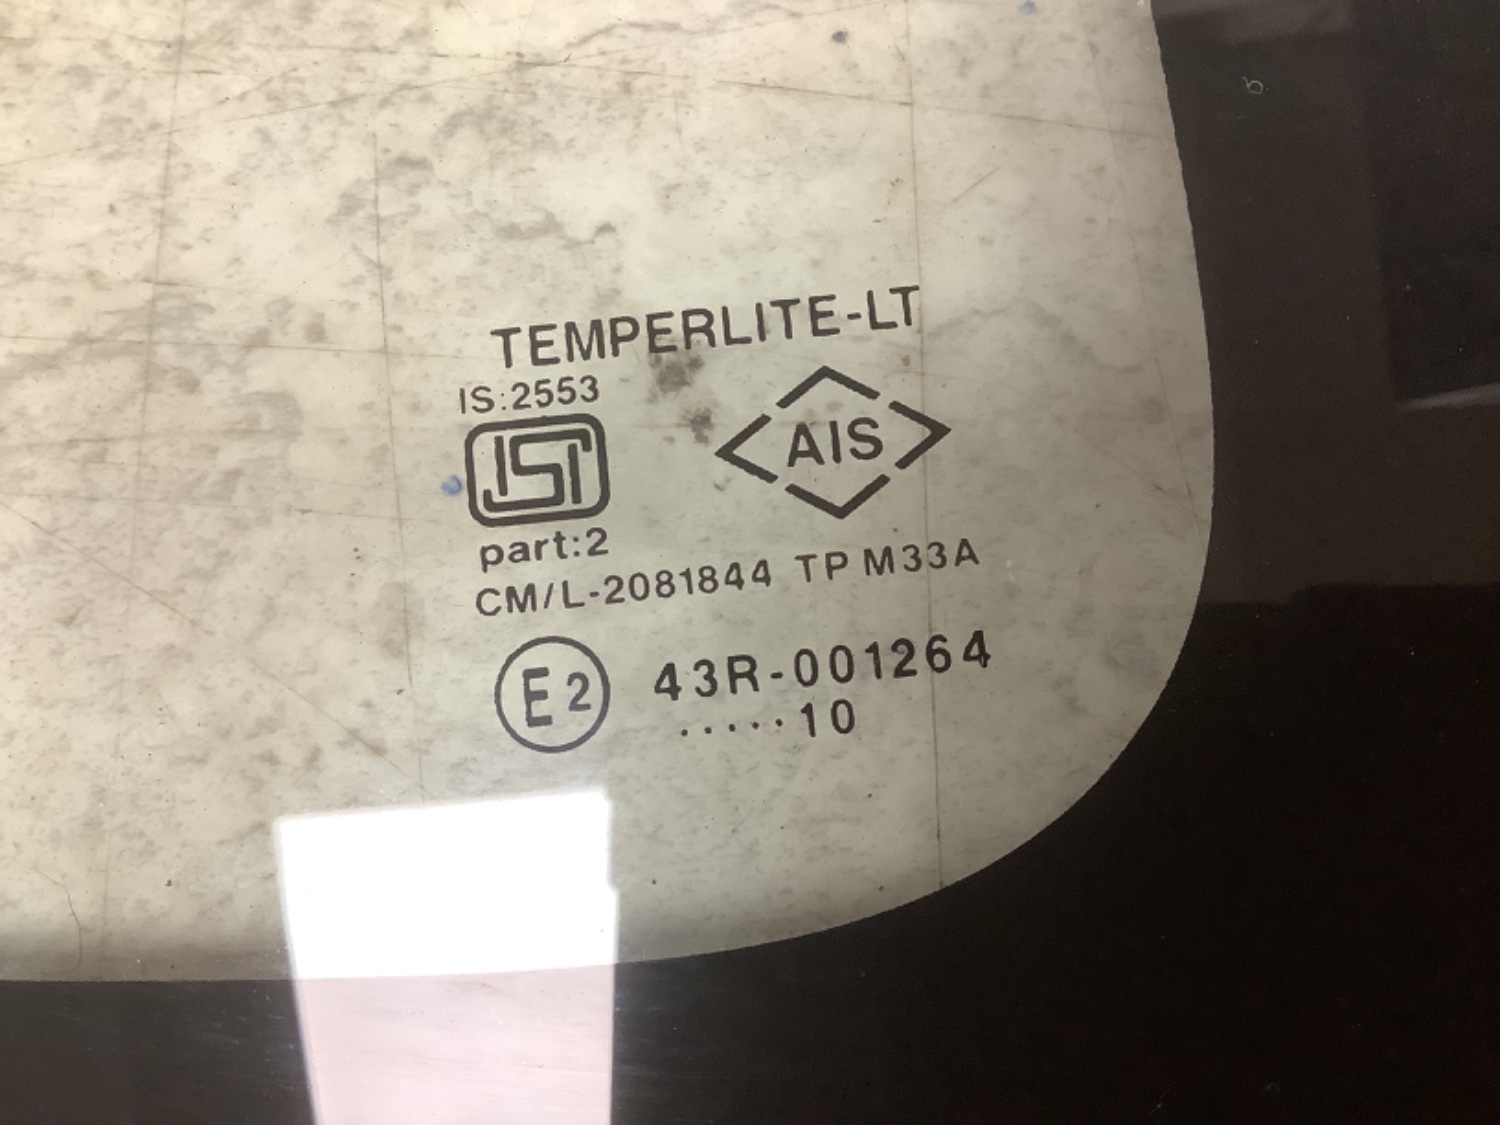 TEMPERLITE-LT
IS:2553
ISI
AIS
part:2
CM/L-2081844 TP M33A
E2 43R-001264
.....10